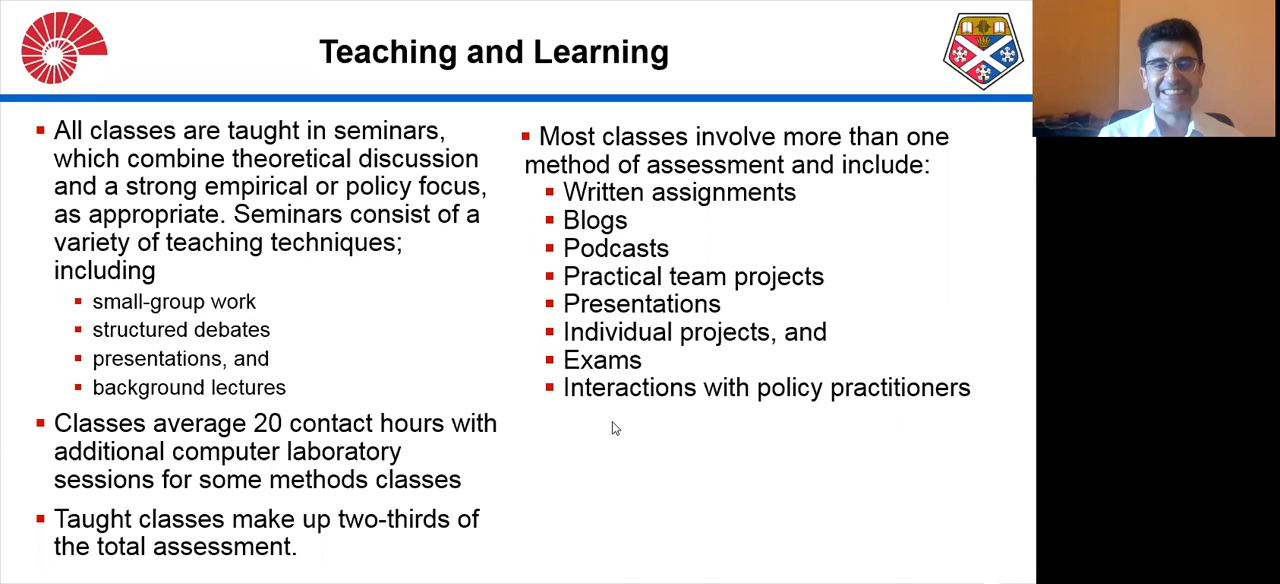 Teaching and Learning
All classes are taught in seminars,
which combine theoretical discussion
and a strong empirical or policy focus,
as appropriate. Seminars consist of a
variety of teaching techniques;
including
small-group work
structured debates
presentations, and
background lectures
Classes average 20 contact hours with
additional computer laboratory
sessions for some methods classes
Taught classes make up two-thirds of
the total assessment.
Most classes involve more than one
method of assessment and include:
Written assignments
Blogs
Podcasts
Practical team projects
Presentations
Individual projects, and
Exams
Interactions with policy practitioners